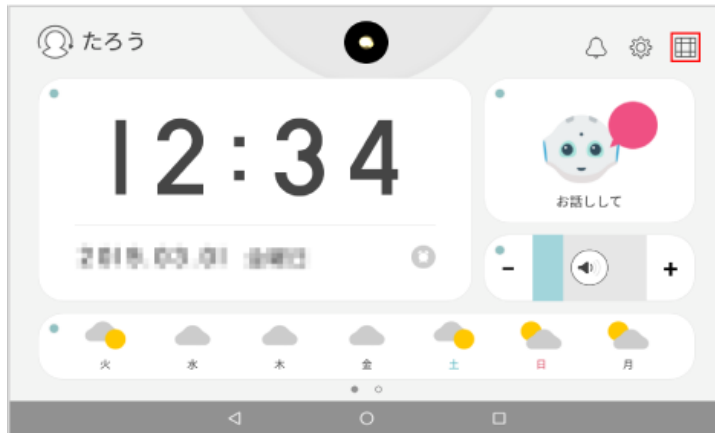 たろう
12:34
お話しして
- +
火 水 木 金 土 日 月